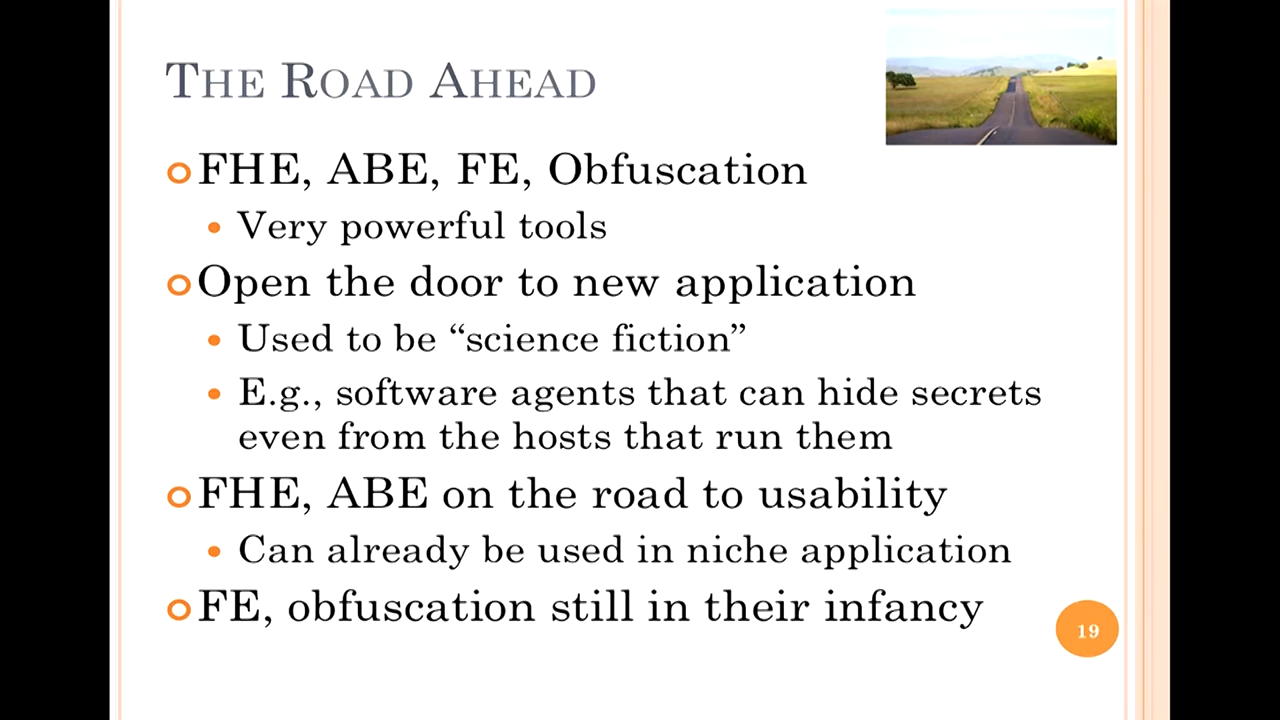 THE ROAD AHEAD
FHE, ABE, FE, Obfuscation
Very powerful tools
Open the door to new application
Used to be “science fiction”
E.g., software agents that can hide secrets
even from the hosts that run them
FHE, ABE on the road to usability
Can already be used in niche application
FE, obfuscation still in their infancy
19